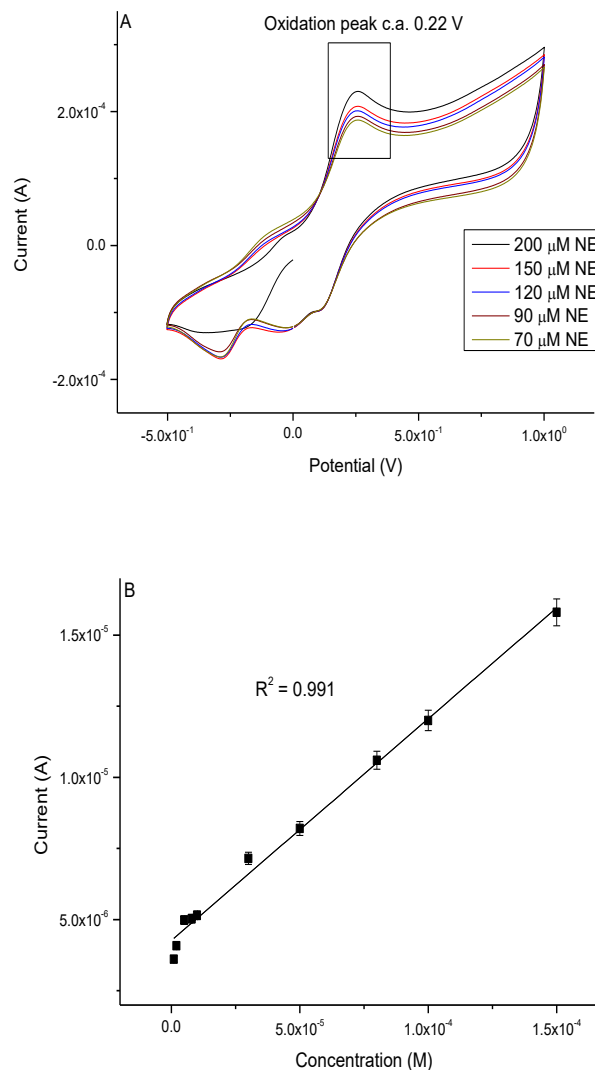 A
Oxidation peak c.a. 0.22 V
2.0x10⁻⁴
0.0
-2.0x10⁻⁴
Current (A)
200 μM NE
150 μM NE
120 μM NE
90 μM NE
70 μM NE
-5.0x10⁻¹ 0.0 5.0x10⁻¹ 1.0x10⁰
Potential (V)
B
1.5x10⁻⁵
R² = 0.991
1.0x10⁻⁵
5.0x10⁻⁶
Current (A)
0.0 5.0x10⁻⁵ 1.0x10⁻⁴ 1.5x10⁻⁴
Concentration (M)